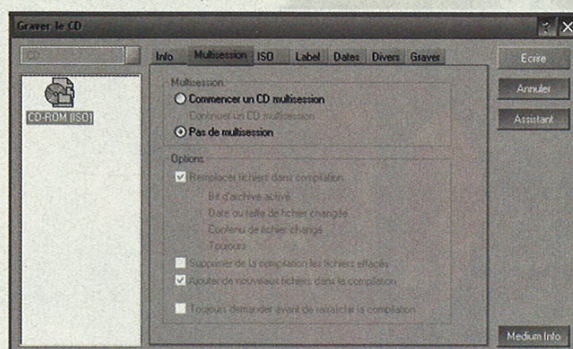 Graver le CD
CD
Info Multisession ISO Label Dates Divers Graver
Ecrire
Annuler
Assistant
CD-ROM (ISO)
Multisession
Commencer un CD multisession
Continuer un CD multisession
Pas de multisession
Options
Remplacer fichiers dans compilation
Bit d'archive activé
Date ou taille de fichier changée
Contenu de fichier changé
Toujours
Supprimer de la compilation les fichiers effacés
Ajouter de nouveaux fichiers dans la compilation
Toujours demander avant de rafraîchir la compilation
Medium Info